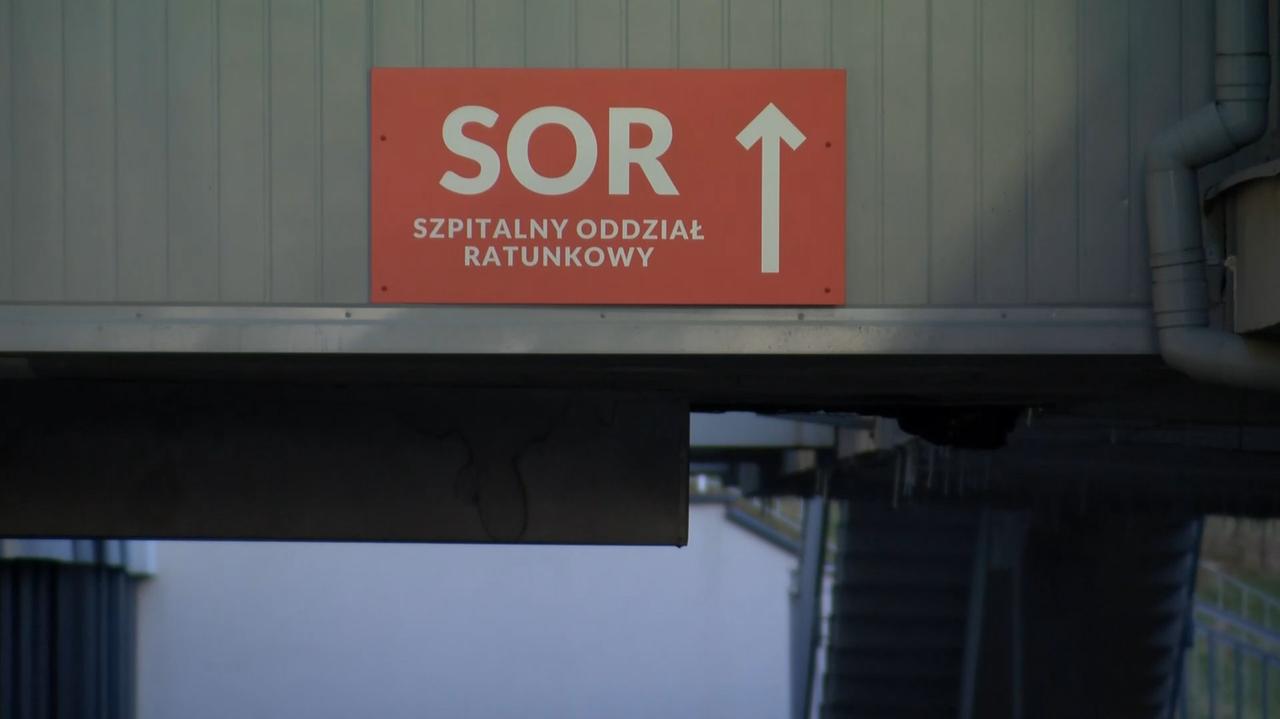 SOR
SZPITALNY ODDZIAŁ
RATUNKOWY